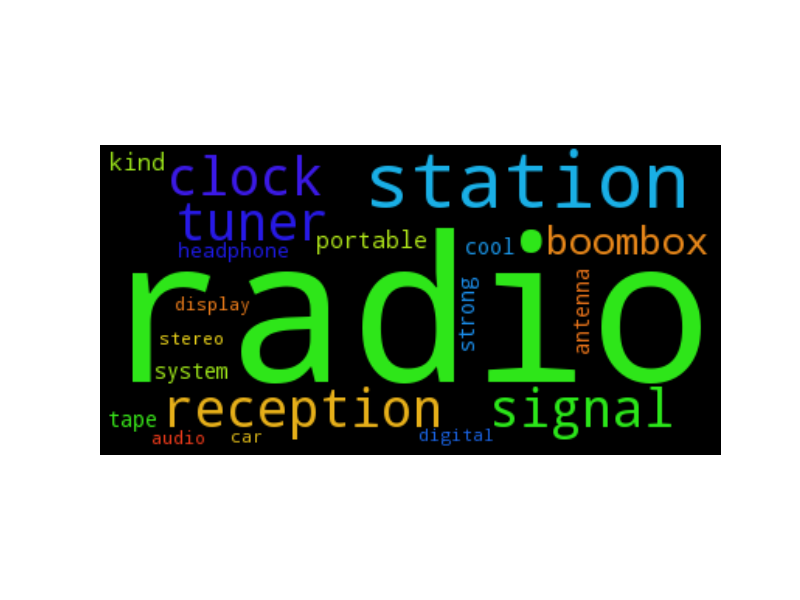 kind
clock
station
tuner
headphone
portable
cool
boombox
radio
display
strong
antenna
stereo
system
tape
reception
signal
audio
car
digital